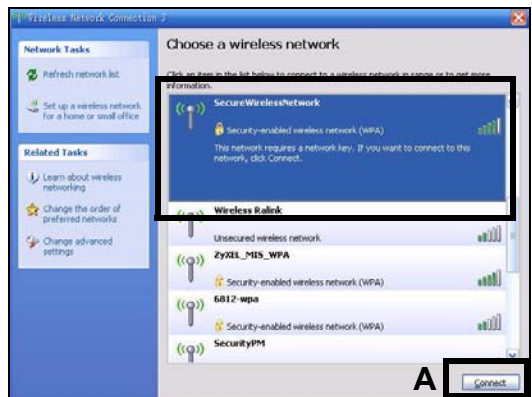 Wireless Network Connection 3
Network Tasks
Refresh network list
Set up a wireless network
for a home or small office
Related Tasks
Learn about wireless
networking
Change the order of
preferred networks
Change advanced
settings
Choose a wireless network
Click an item in the list below to connect to a wireless network in range or to get more
information.
SecureWirelessNetwork
Security-enabled wireless network (WPA)
This network requires a network key. If you want to connect to this
network, click Connect.
Wireless Ralink
Unsecured wireless network
ZyXEL_MIS_WPA
Security-enabled wireless network (WPA)
6812-wpa
Security-enabled wireless network (WPA)
SecurityPM
A
Connect